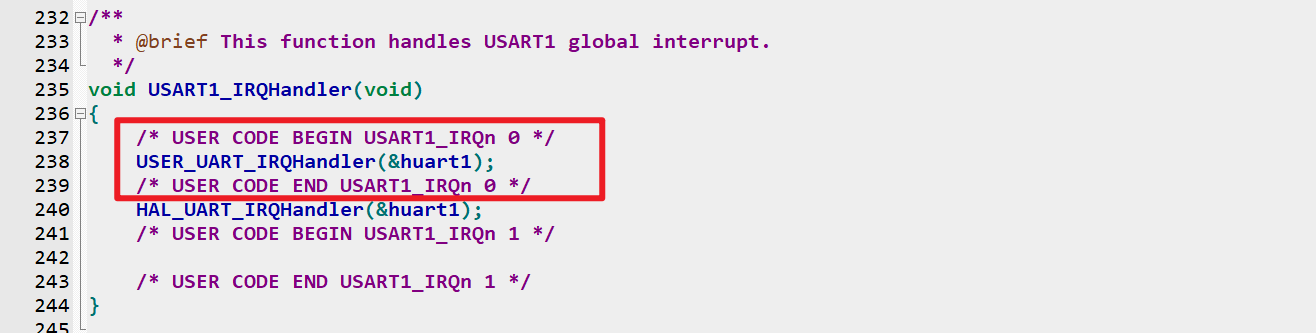 232 /**
233   * @brief This function handles USART1 global interrupt.
234   */
235 void USART1_IRQHandler(void)
236 {
237     /* USER CODE BEGIN USART1_IRQn 0 */
238     USER_UART_IRQHandler(&huart1);
239     /* USER CODE END USART1_IRQn 0 */
240     HAL_UART_IRQHandler(&huart1);
241     /* USER CODE BEGIN USART1_IRQn 1 */
242
243     /* USER CODE END USART1_IRQn 1 */
244 }
245